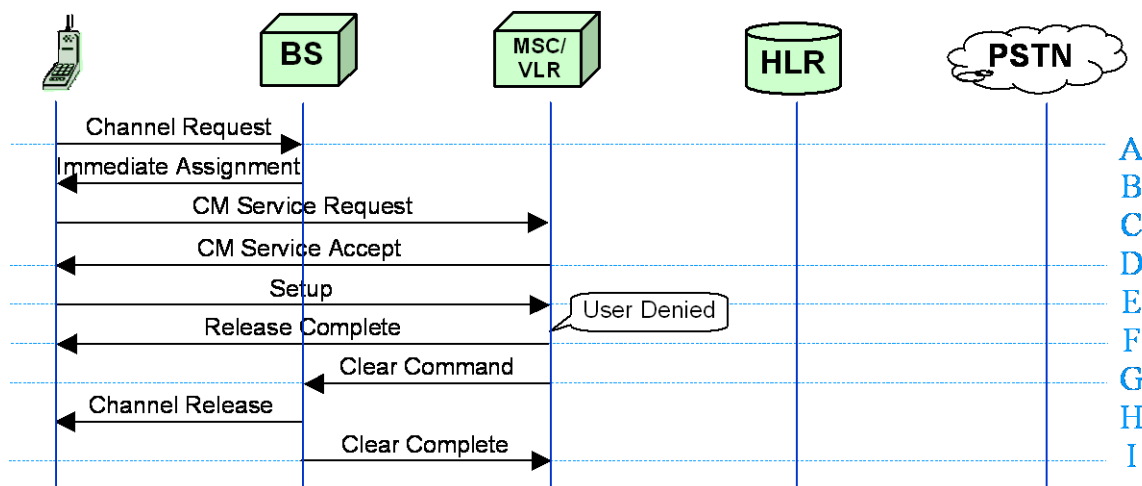 BS
MSC/
VLR
HLR
PSTN
Channel Request
A
Immediate Assignment
B
CM Service Request
C
CM Service Accept
D
Setup
E
User Denied
Release Complete
F
Clear Command
G
Channel Release
H
Clear Complete
I